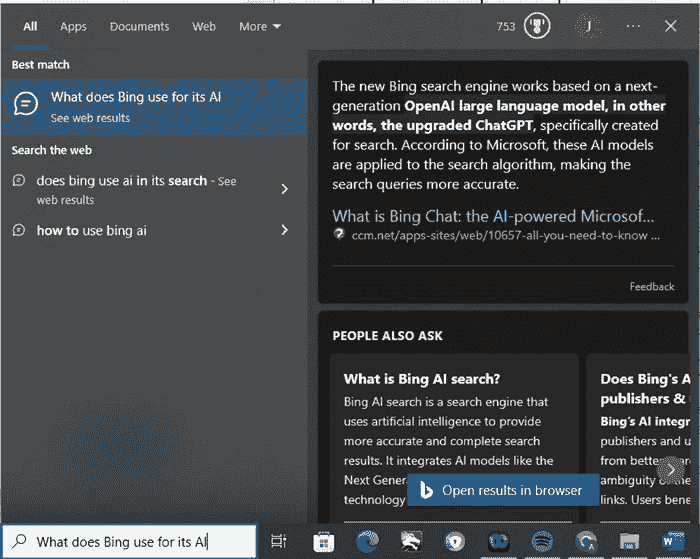 All Apps Documents Web More 753 J ...
Best match
What does Bing use for its AI
See web results
Search the web
does bing use ai in its search - See
web results
how to use bing ai
The new Bing search engine works based on a next-
generation OpenAI large language model, in other
words, the upgraded ChatGPT, specifically created
for search. According to Microsoft, these AI models
are applied to the search algorithm, making the
search queries more accurate.
What is Bing Chat: the AI-powered Microsof...
ccm.net/apps-sites/web/10657-all-you-need-to-know ...
Feedback
PEOPLE ALSO ASK
What is Bing AI search?
Bing AI search is a search engine that
uses artificial intelligence to provide
more accurate and complete search
results. It integrates AI models like the
Next Gener
technology
Does Bing's A
publishers &
Bing's AI integr
publishers and u
from better
ambiguity of the
links. Users bene
Open results in browser
What does Bing use for its AI